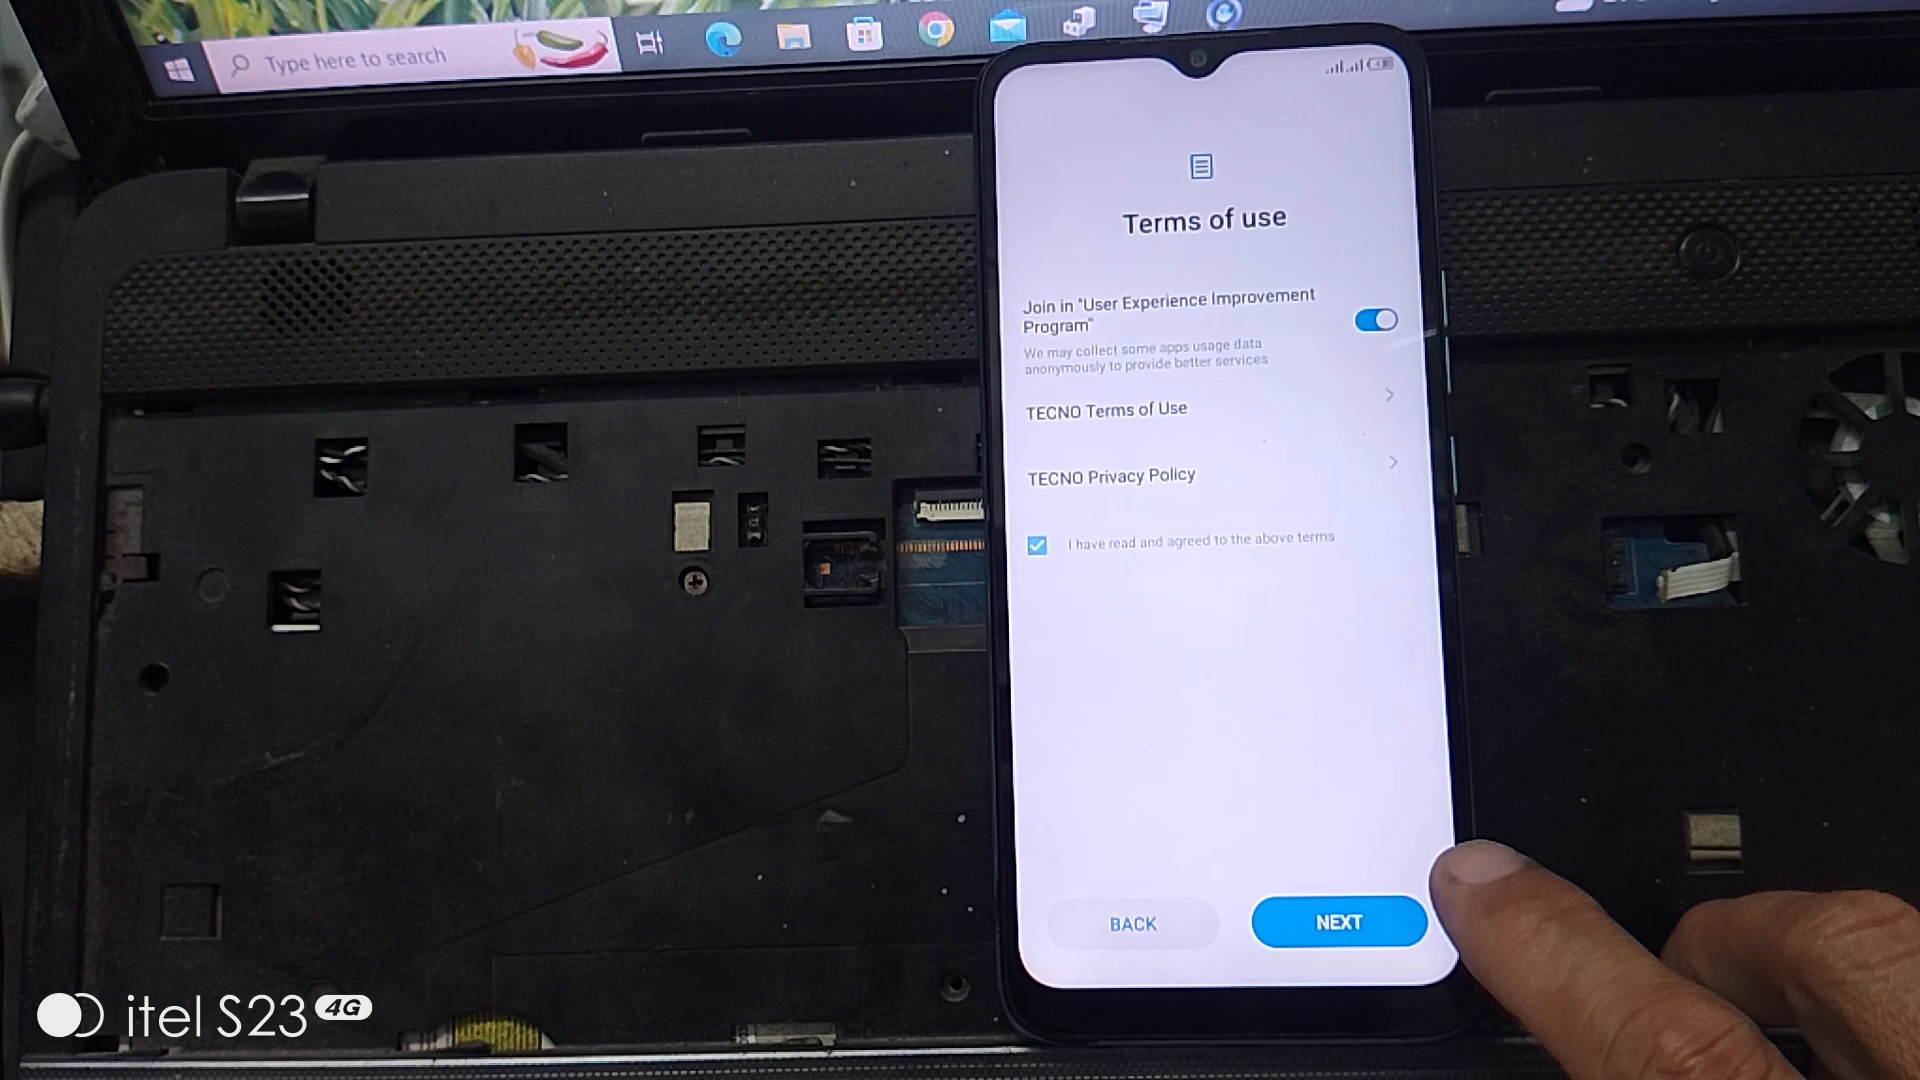 Type here to search
Terms of use
Join in "User Experience Improvement
Program"
We may collect some apps usage data
anonymously to provide better services
TECNO Terms of Use
TECNO Privacy Policy
I have read and agreed to the above terms
BACK
NEXT
itel S23 4G